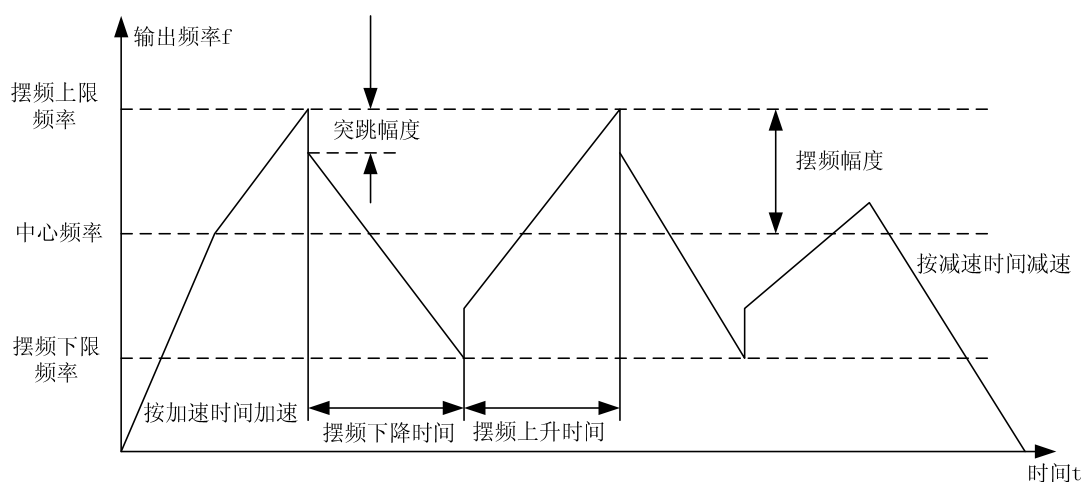 输出频率f
摆频上限
频率
突跳幅度
摆频幅度
中心频率
按减速时间减速
摆频下限
频率
按加速时间加速
摆频下降时间
摆频上升时间
时间t